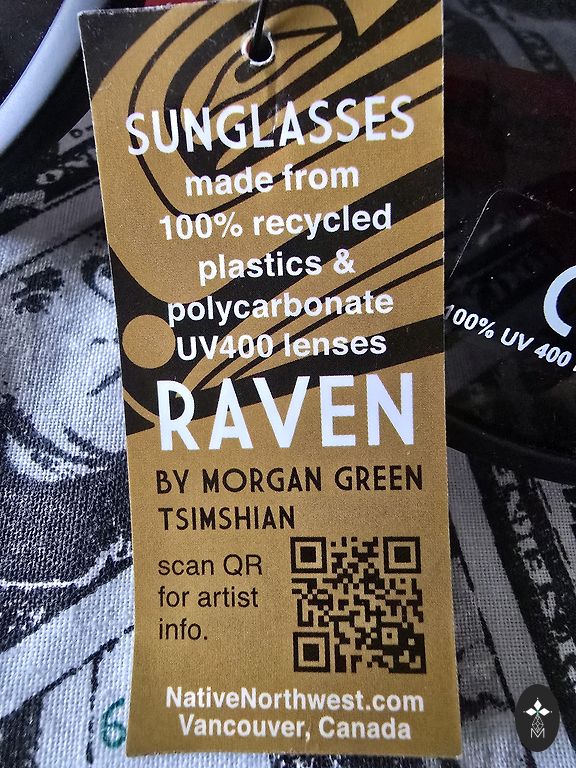 SUNGLASSES
made from
100% recycled
plastics &
polycarbonate
UV400 lenses
RAVEN
BY MORGAN GREEN
TSIMSHIAN
scan QR
for artist
info.
NativeNorthwest.com
Vancouver, Canada
100% UV 400
6
M